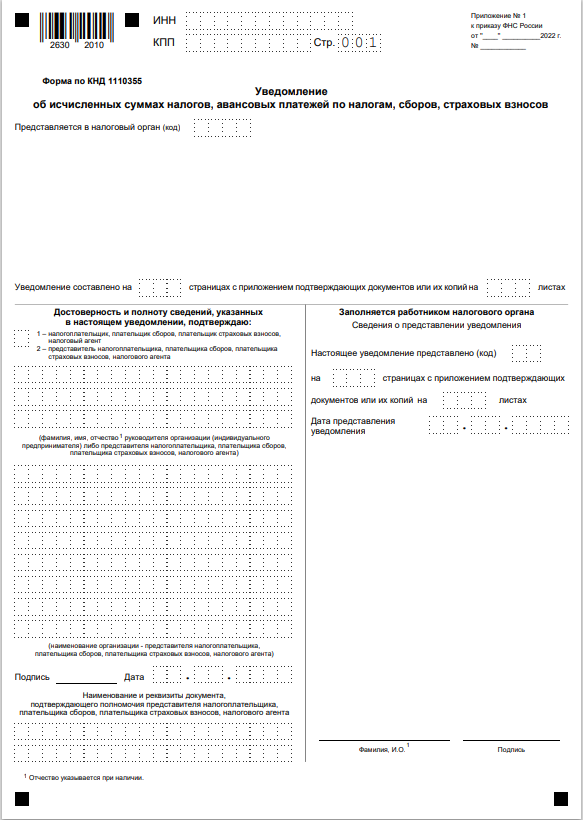 2630 2010
ИНН
КПП
Стр. 001
Приложение № 1
к приказу ФНС России
от "____" __________2022 г.
№ ____________
Форма по КНД 1110355
Уведомление
об исчисленных суммах налогов, авансовых платежей по налогам, сборов, страховых взносов
Представляется в налоговый орган (код)
Уведомление составлено на страницах с приложением подтверждающих документов или их копий на листах
Достоверность и полноту сведений, указанных
в настоящем уведомлении, подтверждаю:
1 – налогоплательщик, плательщик сборов, плательщик страховых взносов,
налоговый агент
2 – представитель налогоплательщика, плательщика сборов, плательщика
страховых взносов, налогового агента
(фамилия, имя, отчество 1 руководителя организации (индивидуального
предпринимателя) либо представителя налогоплательщика, плательщика сборов,
плательщика страховых взносов, налогового агента)
(наименование организации - представителя налогоплательщика,
плательщика сборов, плательщика страховых взносов, налогового агента)
Подпись Дата . .
Наименование и реквизиты документа,
подтверждающего полномочия представителя налогоплательщика,
плательщика сборов, плательщика страховых взносов, налогового агента
Заполняется работником налогового органа
Сведения о представлении уведомления
Настоящее уведомление представлено (код)
на страницах с приложением подтверждающих
документов или их копий на листах
Дата представления
уведомления . .
Фамилия, И.О. 1
Подпись
1 Отчество указывается при наличии.